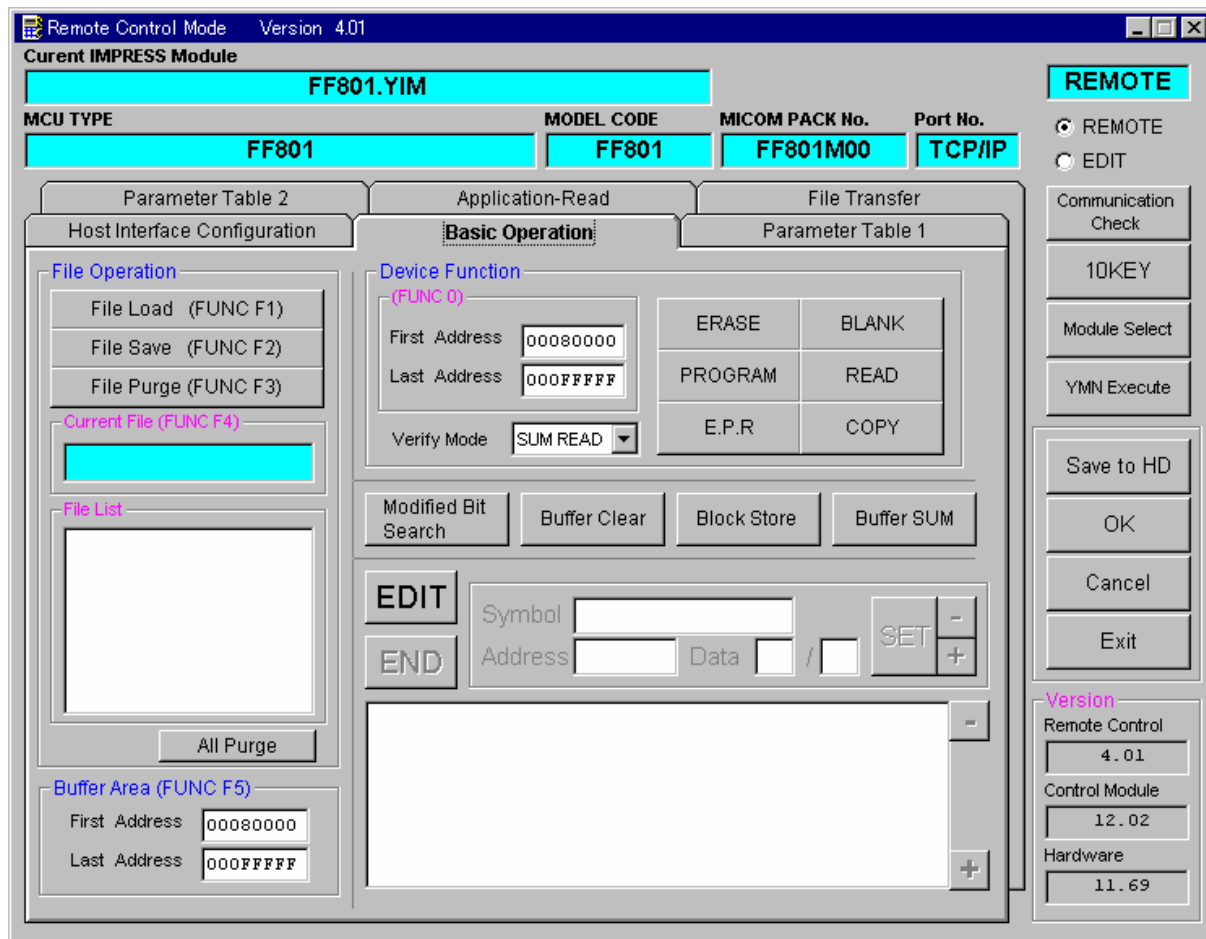 Remote Control Mode Version 4.01
Curent IMPRESS Module
FF801.YIM
REMOTE
MCU TYPE
MODEL CODE
MICOM PACK No.
Port No.
FF801
FF801
FF801M00
TCP/IP
REMOTE
EDIT
Parameter Table 2
Application-Read
File Transfer
Host Interface Configuration
Basic Operation
Parameter Table 1
File Operation
File Load (FUNC F1)
File Save (FUNC F2)
File Purge (FUNC F3)
Current File (FUNC F4)
File List
All Purge
Buffer Area (FUNC F5)
First Address 00080000
Last Address 000FFFFF
Device Function
(FUNC 0)
First Address 00080000
Last Address 000FFFFF
Verify Mode SUM READ
ERASE
BLANK
PROGRAM
READ
E.P.R
COPY
Modified Bit
Search
Buffer Clear
Block Store
Buffer SUM
EDIT
END
Symbol
Address
Data /
SET
-
+
-
+
Communication
Check
10KEY
Module Select
YMN Execute
Save to HD
OK
Cancel
Exit
Version
Remote Control
4.01
Control Module
12.02
Hardware
11.69